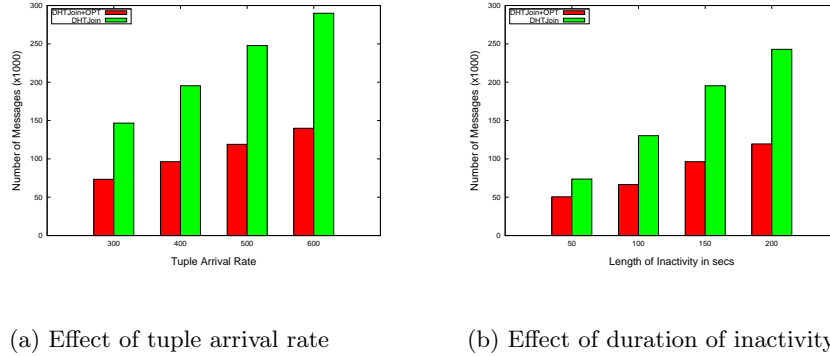 DHTJoin+OPT
DHTJoin
Number of Messages (x1000)
300
250
200
150
100
50
0
300 400 500 600
Tuple Arrival Rate
(a) Effect of tuple arrival rate
DHTJoin+OPT
DHTJoin
Number of Messages (x1000)
300
250
200
150
100
50
0
50 100 150 200
Length of Inactivity in secs
(b) Effect of duration of inactivity